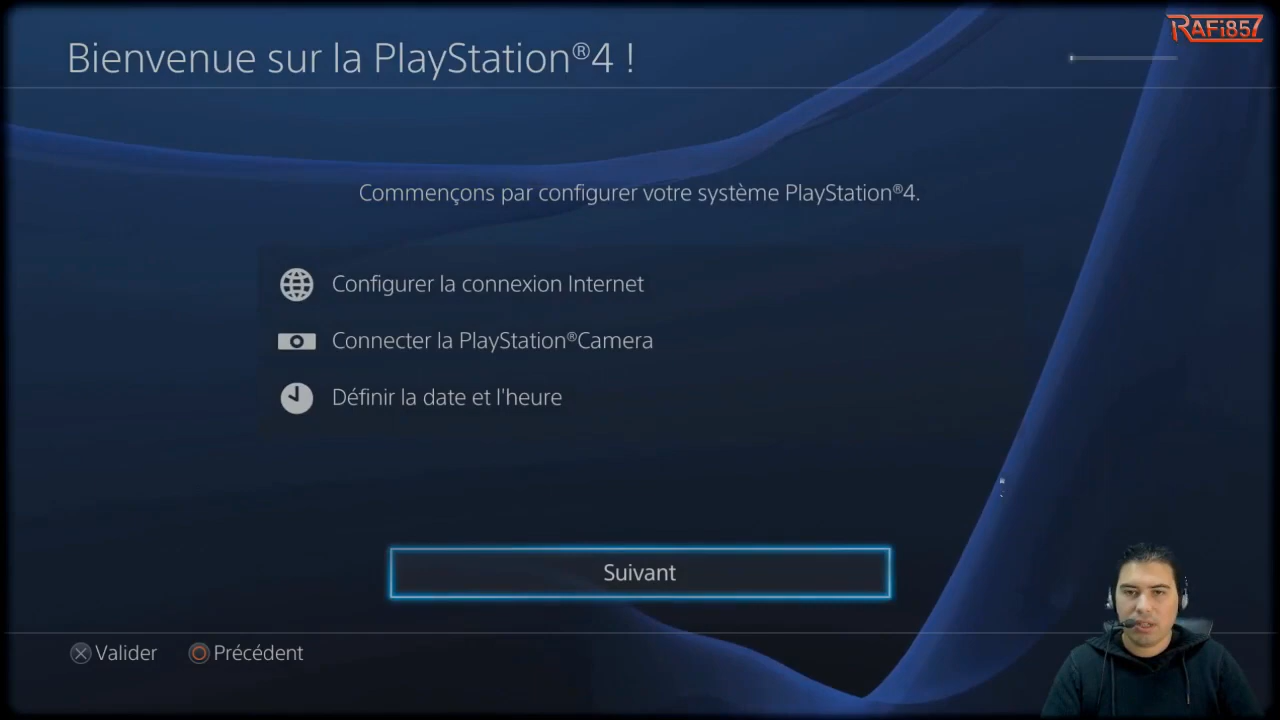 Bienvenue sur la PlayStation®4 !
RAFi857
Commençons par configurer votre système PlayStation®4.
Configurer la connexion Internet
Connecter la PlayStation®Camera
Définir la date et l'heure
Suivant
Valider
Précédent